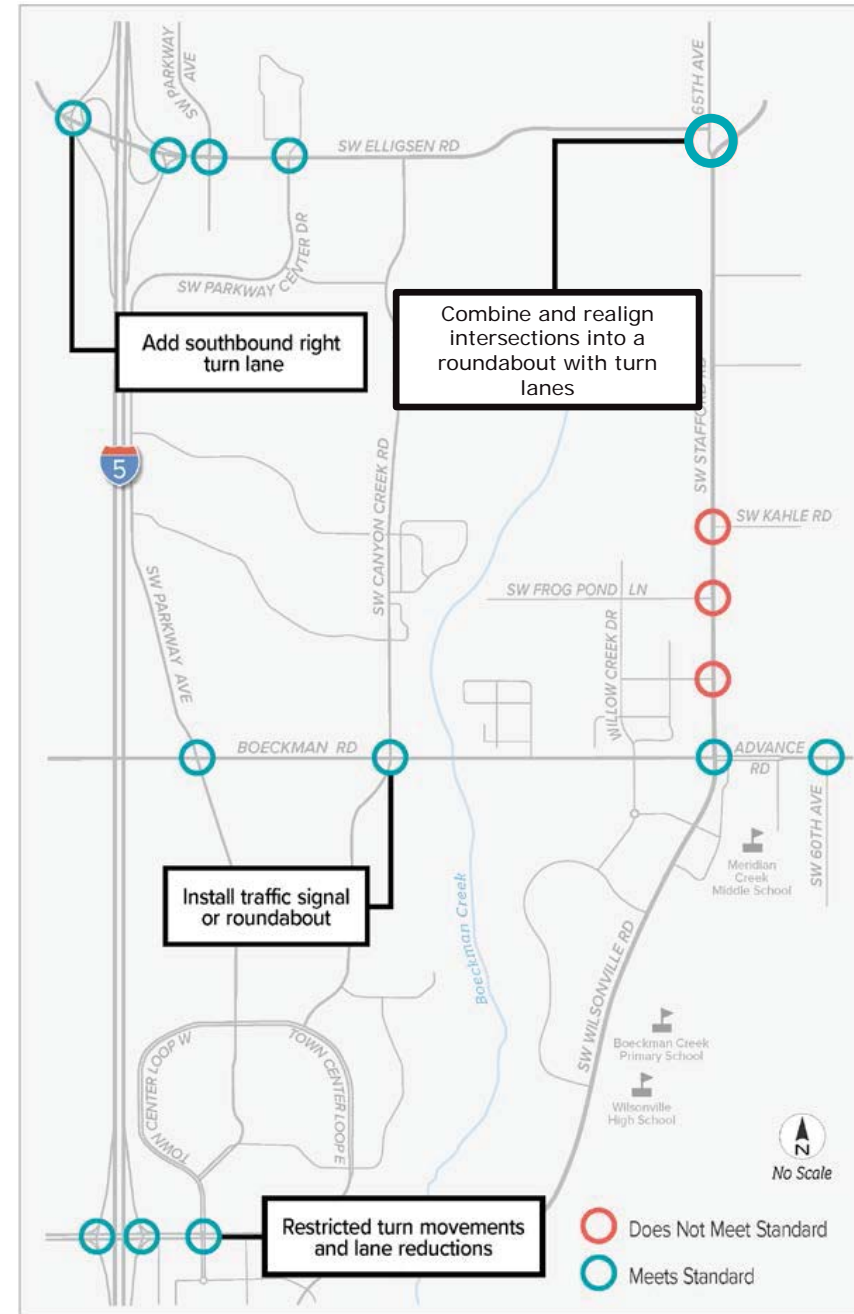 SW PARKWAY
AVE
65TH AVE
SW ELLIGSEN RD
SW PARKWAY CENTER DR
Add southbound right
turn lane
Combine and realign
intersections into a
roundabout with turn
lanes
5
SW CANYON CREEK RD
SW STAFFORD RD
SW KAHLE RD
SW FROG POND LN
WILLOW CREEK DR
SW PARKWAY AVE
BOECKMAN RD
ADVANCE
RD
SW 60TH AVE
Meridian
Creek
Middle School
Install traffic signal
or roundabout
Boeckman Creek
SW WILSONVILLE RD
Boeckman Creek
Primary School
Wilsonville
High School
TOWN CENTER LOOP W
TOWN CENTER LOOP E
N
No Scale
Restricted turn movements
and lane reductions
Does Not Meet Standard
Meets Standard